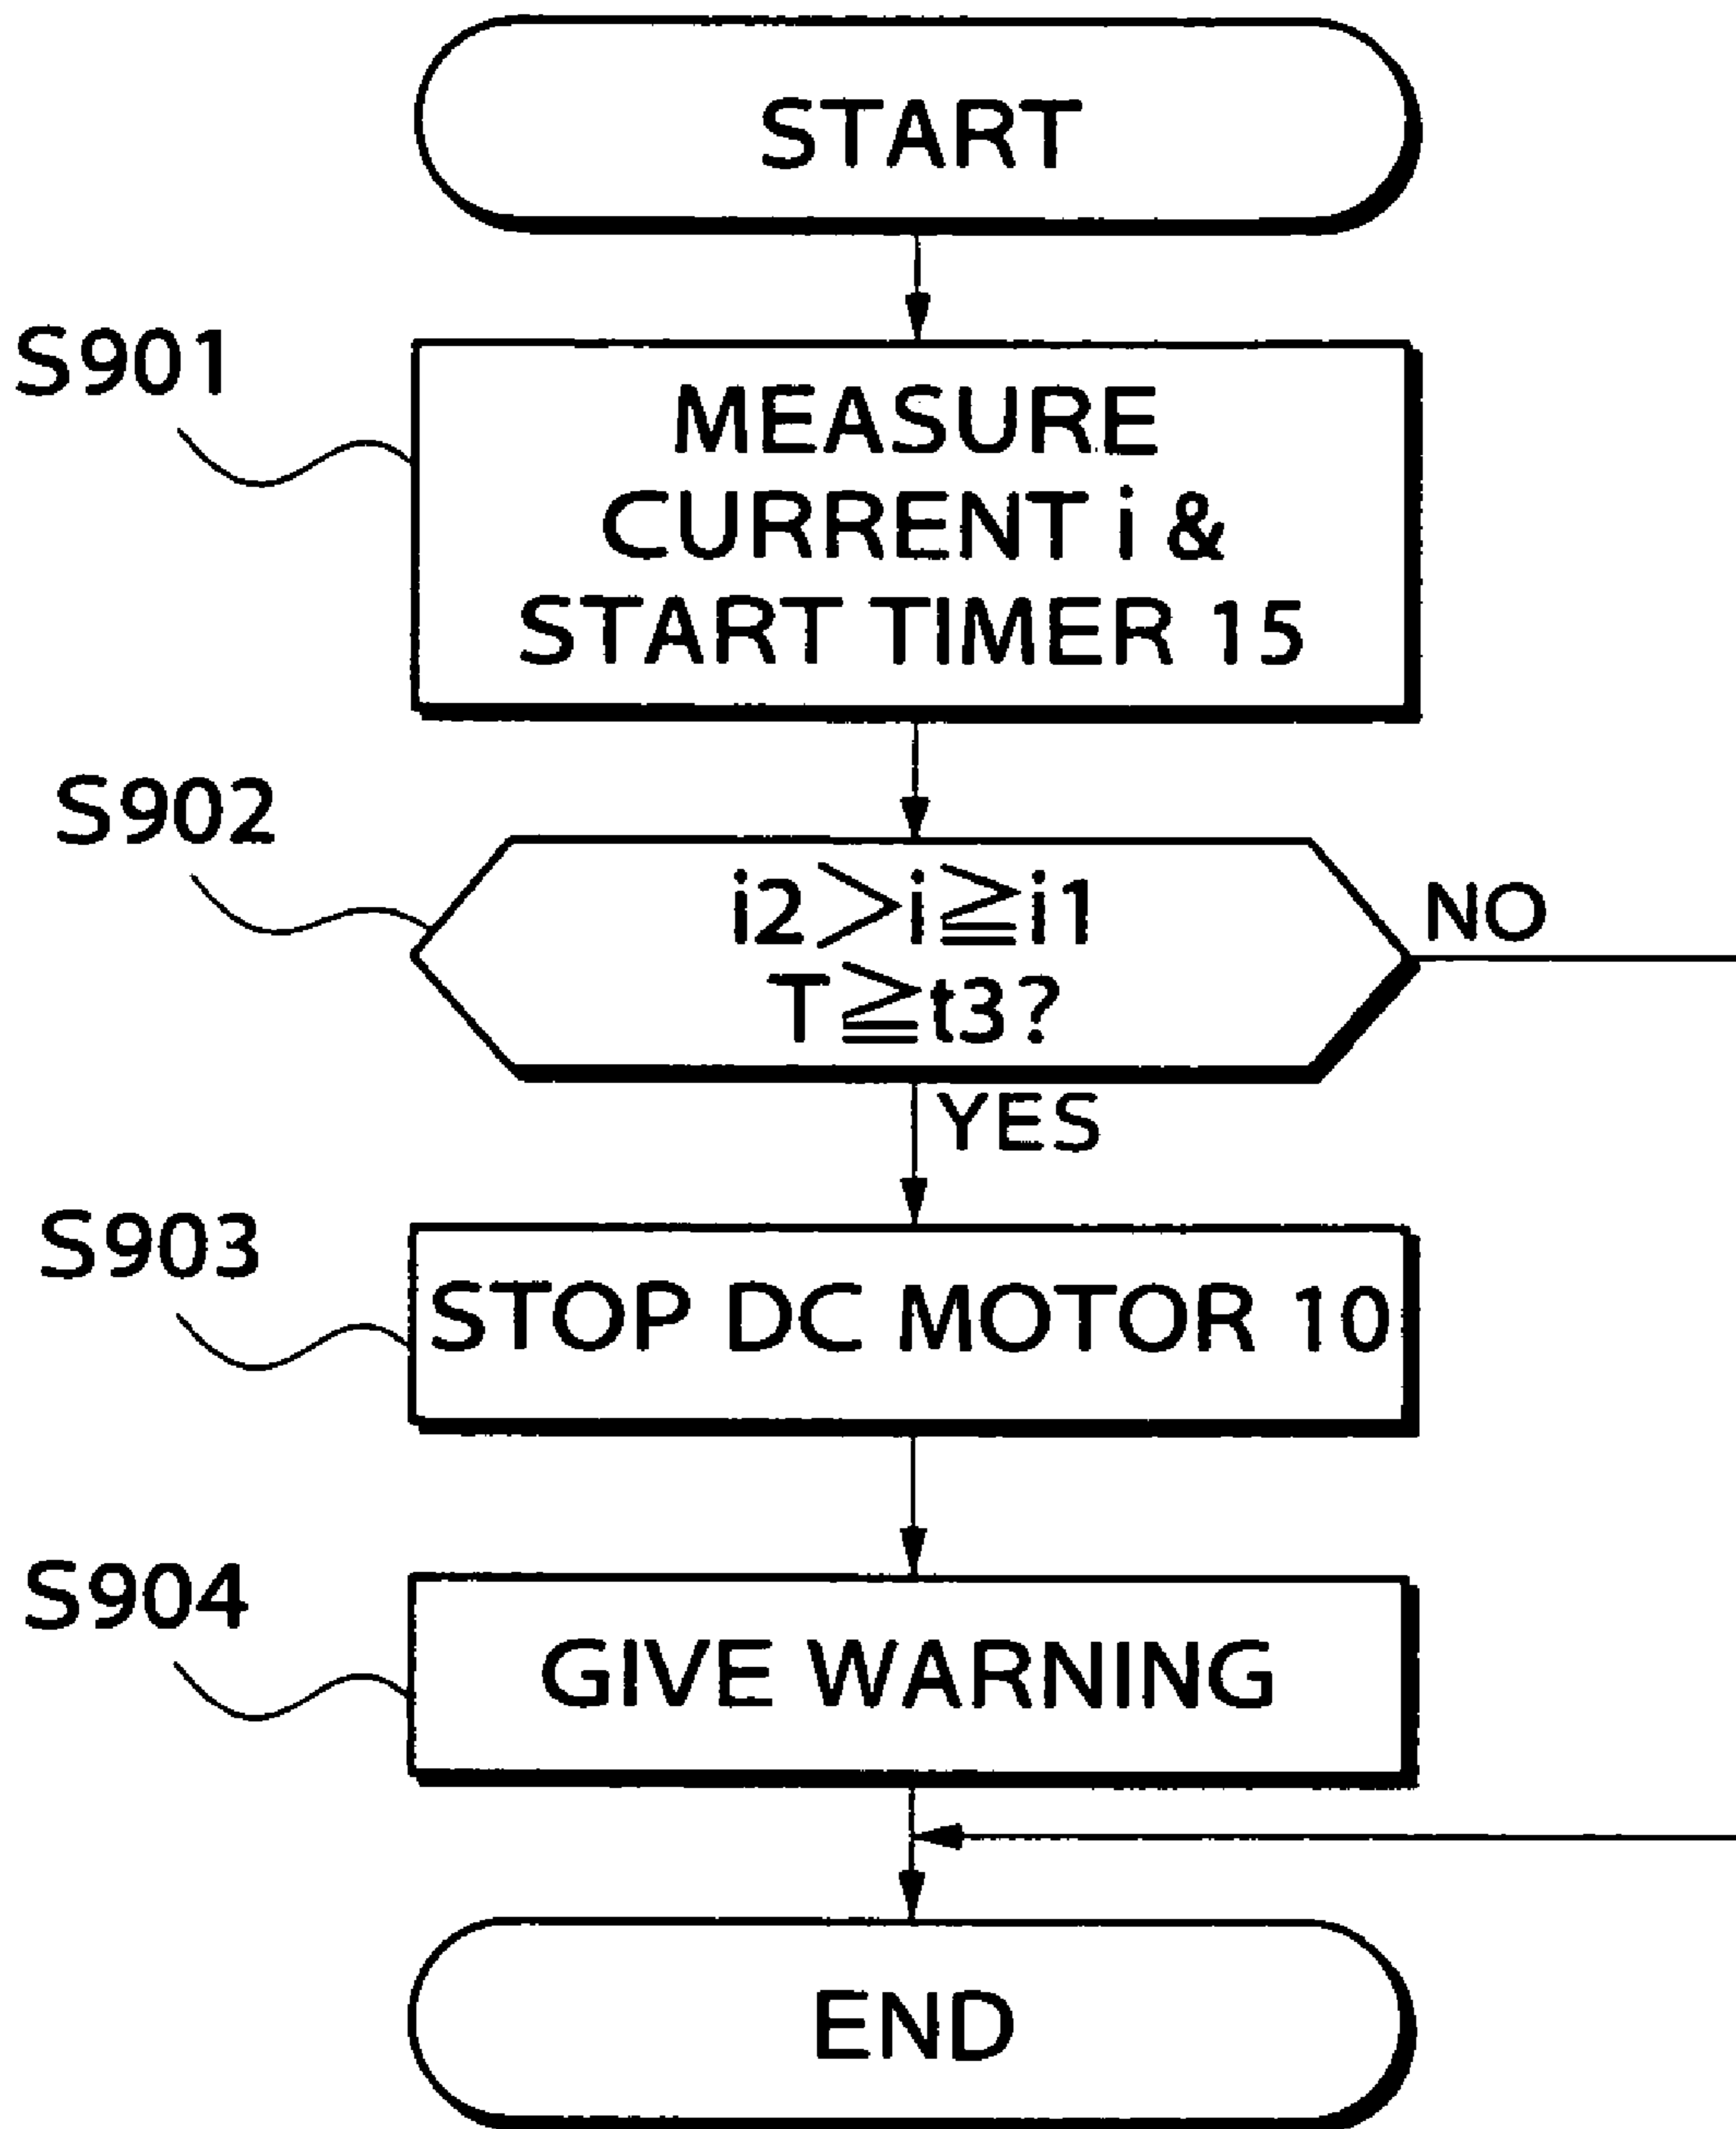 START
S901
MEASURE
CURRENT i &
START TIMER 15
S902
i2>i≧i1
T≧t3?
NO
YES
S903
STOP DC MOTOR 10
S904
GIVE WARNING
END